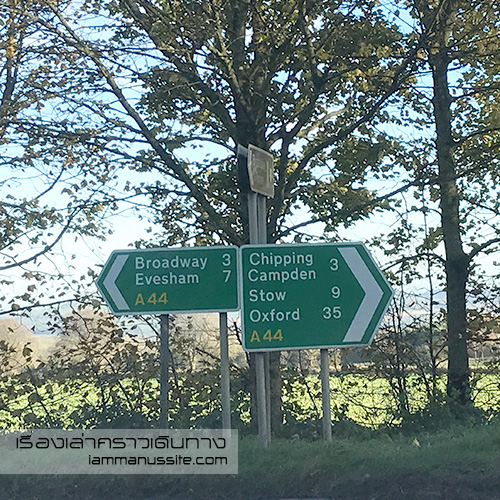 Broadway 3
Evesham 7
A44
Chipping
Campden 3
Stow 9
Oxford 35
A44
เรื่องเล่าคราวเดินทาง
iammanussite.com